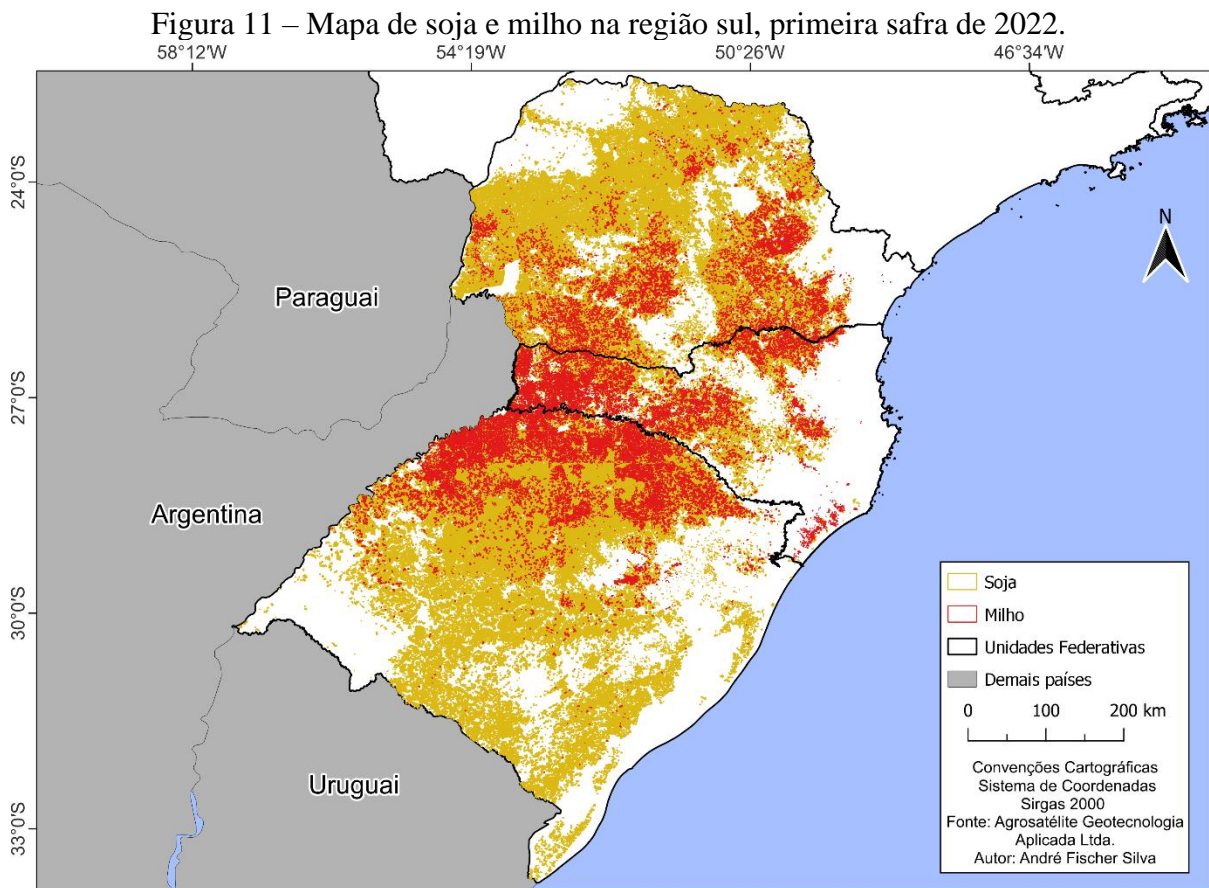 Figura 11 – Mapa de soja e milho na região sul, primeira safra de 2022.
58°12'W
54°19'W
50°26'W
46°34'W
24°0'S
27°0'S
30°0'S
33°0'S
N
Paraguai
Argentina
Uruguai
Soja
Milho
Unidades Federativas
Demais países
0 100 200 km
Convenções Cartográficas
Sistema de Coordenadas
Sirgas 2000
Fonte: Agrosatélite Geotecnologia
Aplicada Ltda.
Autor: André Fischer Silva